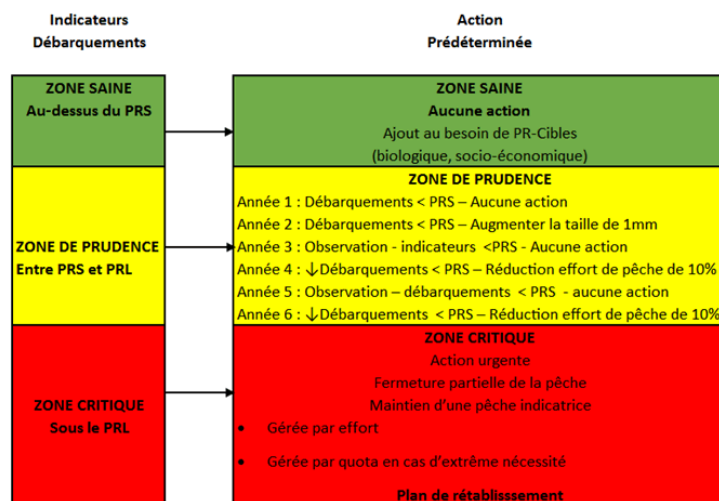 Indicateurs
Débarquements
Action
Prédéterminée
ZONE SAINE
Au-dessus du PRS
ZONE SAINE
Aucune action
Ajout au besoin de PR-Cibles
(biologique, socio-économique)
ZONE DE PRUDENCE
Entre PRS et PRL
ZONE DE PRUDENCE
Année 1 : Débarquements < PRS – Aucune action
Année 2 : Débarquements < PRS – Augmenter la taille de 1mm
Année 3 : Observation - indicateurs <PRS - Aucune action
Année 4 : ↓Débarquements < PRS – Réduction effort de pêche de 10%
Année 5 : Observation – débarquements < PRS - aucune action
Année 6 : ↓Débarquements < PRS – Réduction effort de pêche de 10%
ZONE CRITIQUE
Sous le PRL
ZONE CRITIQUE
Action urgente
Fermeture partielle de la pêche
Maintien d'une pêche indicatrice
• Gérée par effort
• Gérée par quota en cas d'extrême nécessité
Plan de rétablisssement